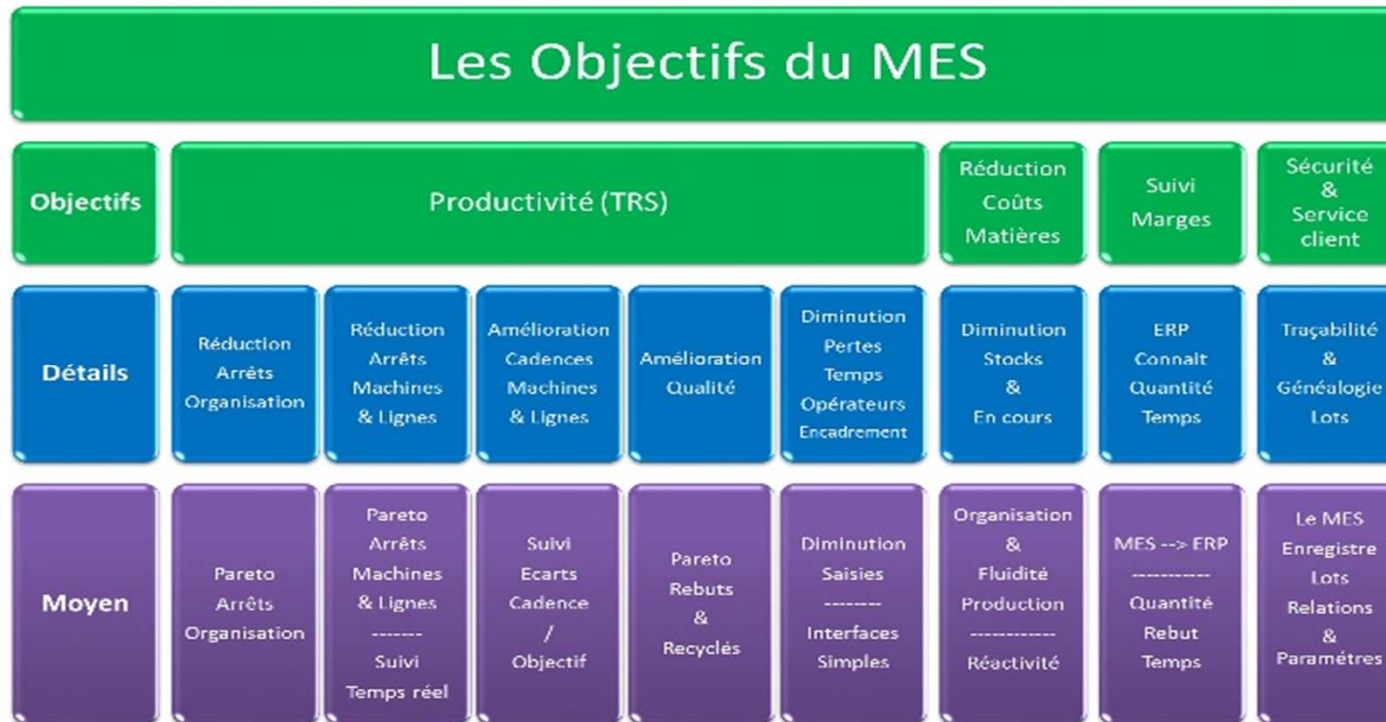 Les Objectifs du MES
Objectifs
Productivité (TRS)
Réduction
Coûts
Matières
Suivi
Marges
Sécurité
&
Service
client
Détails
Réduction
Arrêts
Organisation
Réduction
Arrêts
Machines
& Lignes
Amélioration
Cadences
Machines
& Lignes
Amélioration
Qualité
Diminution
Pertes
Temps
Opérateurs
Encadrement
Diminution
Stocks
&
En cours
ERP
Connalt
Quantité
Temps
Traçabilité
&
Généalogie
Lots
Moyen
Pareto
Arrêts
Organisation
Pareto
Arrêts
Machines
& Lignes
-------
Suivi
Temps réel
Suivi
Ecarts
Cadence
/
Objectif
Pareto
Rebuts
&
Recyclés
Diminution
Saisies
--------
Interfaces
Simples
Organisation
&
Fluidité
Production
------------
Réactivité
MES --> ERP
-----------
Quantité
Rebut
Temps
Le MES
Enregistre
Lots
Relations
&
Paramétres